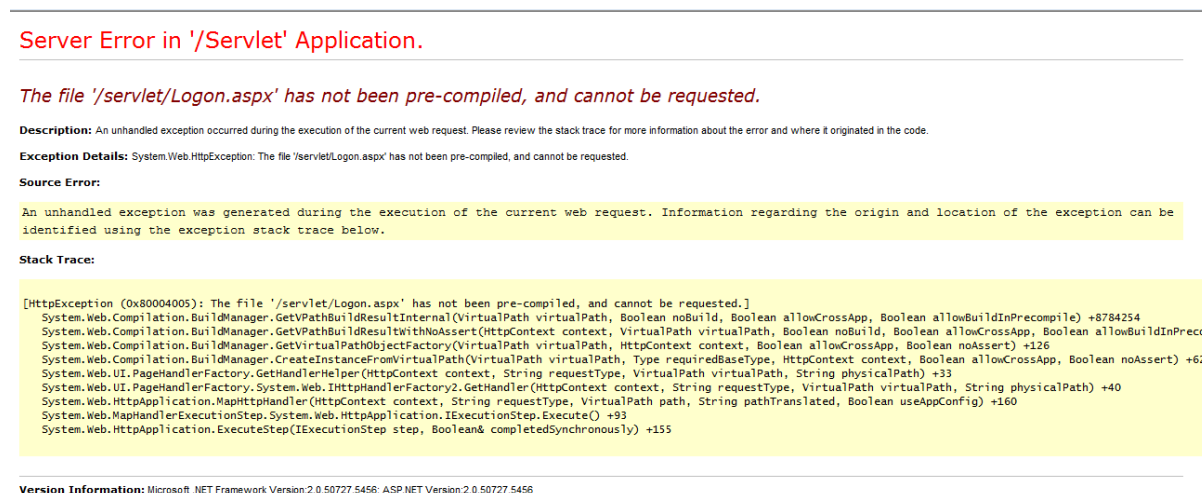 Server Error in '/Servlet' Application.
The file '/servlet/Logon.aspx' has not been pre-compiled, and cannot be requested.
Description: An unhandled exception occurred during the execution of the current web request. Please review the stack trace for more information about the error and where it originated in the code.
Exception Details: System.Web.HttpException: The file '/servlet/Logon.aspx' has not been pre-compiled, and cannot be requested.
Source Error:
An unhandled exception was generated during the execution of the current web request. Information regarding the origin and location of the exception can be
identified using the exception stack trace below.
Stack Trace:
[HttpException (0x80004005): The file '/servlet/Logon.aspx' has not been pre-compiled, and cannot be requested.]
System.Web.Compilation.BuildManager.GetVPathBuildResultInternal(VirtualPath virtualPath, Boolean noBuild, Boolean allowCrossApp, Boolean allowBuildInPrecompile) +8784254
System.Web.Compilation.BuildManager.GetVPathBuildResultWithNoAssert(HttpContext context, VirtualPath virtualPath, Boolean noBuild, Boolean allowCrossApp, Boolean allowBuildInPreco
System.Web.Compilation.BuildManager.GetVirtualPathObjectFactory(VirtualPath virtualPath, HttpContext context, Boolean allowCrossApp, Boolean noAssert) +126
System.Web.Compilation.BuildManager.CreateInstanceFromVirtualPath(VirtualPath virtualPath, Type requiredBaseType, HttpContext context, Boolean allowCrossApp, Boolean noAssert) +62
System.Web.UI.PageHandlerFactory.GetHandlerHelper(HttpContext context, String requestType, VirtualPath virtualPath, String physicalPath) +33
System.Web.UI.PageHandlerFactory.System.Web.IHttpHandlerFactory2.GetHandler(HttpContext context, String requestType, String virtualPath, String physicalPath) +40
System.Web.HttpApplication.MapHttpHandler(HttpContext context, String requestType, VirtualPath path, String pathTranslated, Boolean useAppConfig) +160
System.Web.MapHandlerExecutionStep.System.Web.HttpApplication.IExecutionStep.Execute() +93
System.Web.HttpApplication.ExecuteStep(IExecutionStep step, Boolean& completedSynchronously) +155
Version Information: Microsoft .NET Framework Version:2.0.50727.5456; ASP.NET Version:2.0.50727.5456